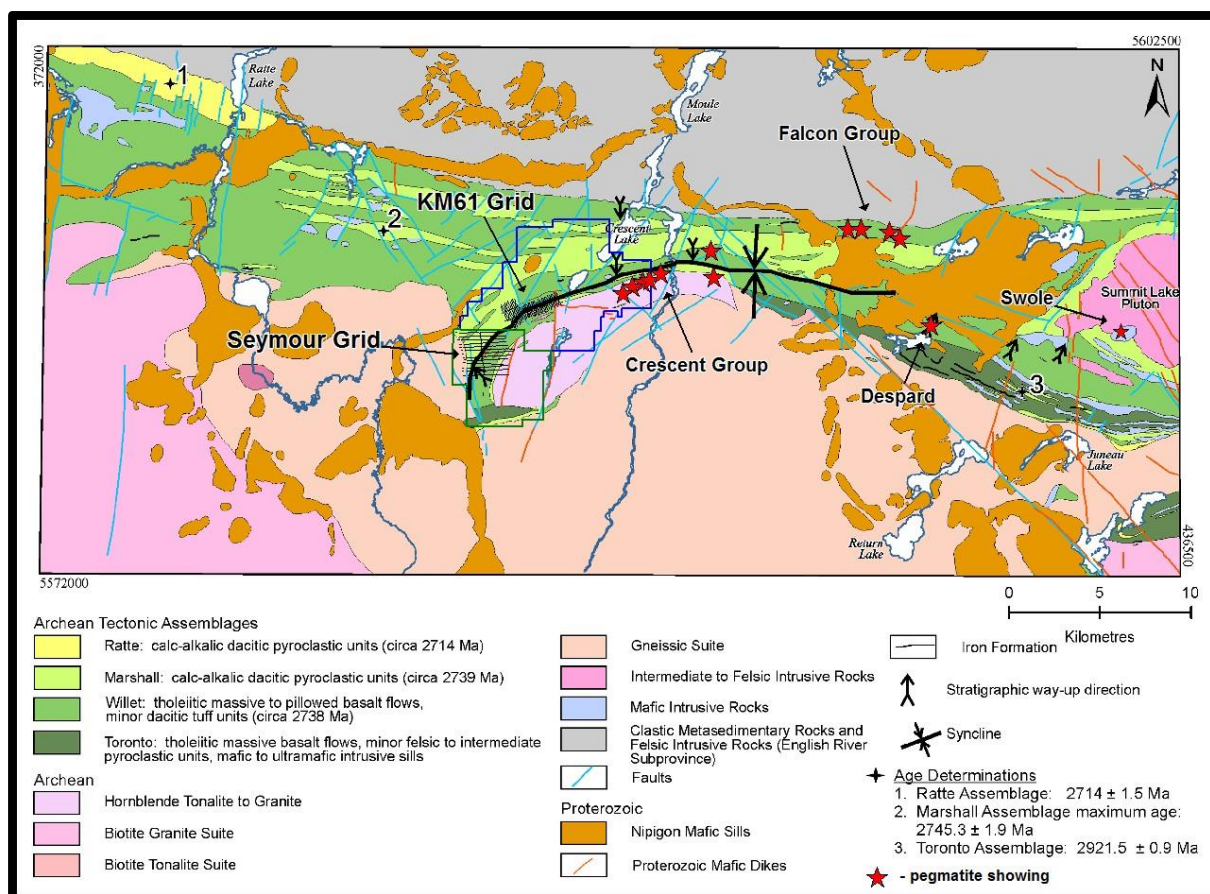 372000
5602500
N
1
Ratte
Lake
Moule
Lake
Falcon Group
KM61 Grid
2
Crescent
Lake
Swole
Summit Lake
Pluton
Seymour Grid
Crescent Group
Despard
3
Juneau
Lake
Return
Lake
436500
5572000
0 5 10
Kilometres
Archean Tectonic Assemblages
Ratte: calc-alkalic dacitic pyroclastic units (circa 2714 Ma)
Marshall: calc-alkalic dacitic pyroclastic units (circa 2739 Ma)
Willet: tholeiitic massive to pillowed basalt flows,
minor dacitic tuff units (circa 2738 Ma)
Toronto: tholeiitic massive basalt flows, minor felsic to intermediate
pyroclastic units, mafic to ultramafic intrusive sills
Archean
Hornblende Tonalite to Granite
Biotite Granite Suite
Biotite Tonalite Suite
Gneissic Suite
Intermediate to Felsic Intrusive Rocks
Mafic Intrusive Rocks
Clastic Metasedimentary Rocks and
Felsic Intrusive Rocks (English River
Subprovince)
Faults
Proterozoic
Nipigon Mafic Sills
Proterozoic Mafic Dikes
Iron Formation
Stratigraphic way-up direction
Syncline
Age Determinations
1. Ratte Assemblage: 2714 ± 1.5 Ma
2. Marshall Assemblage maximum age:
2745.3 ± 1.9 Ma
3. Toronto Assemblage: 2921.5 ± 0.9 Ma
- pegmatite showing